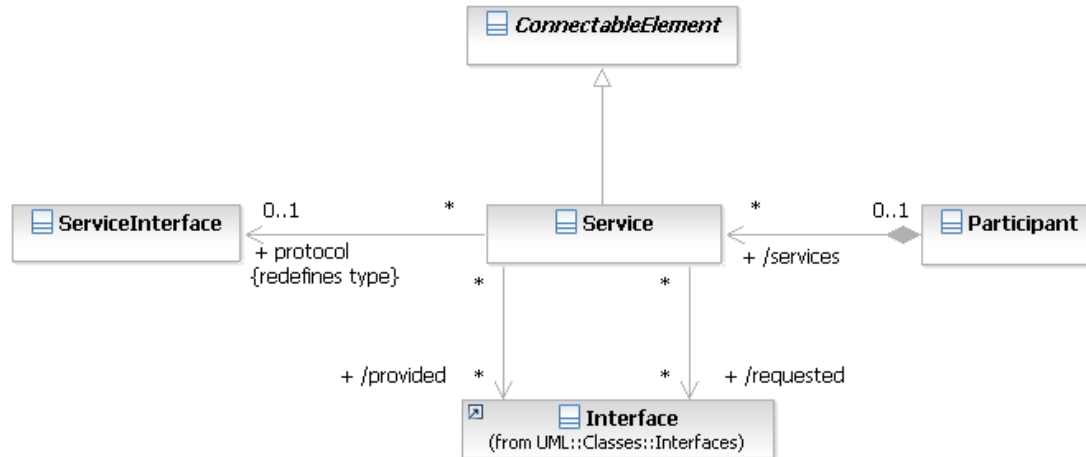 ConnectableElement
0..1
*
*
0..1
ServiceInterface
Service
Participant
+ protocol
{redefines type}
+ /services
*
*
+ /provided
*
*
+ /requested
Interface
(from UML::Classes::Interfaces)